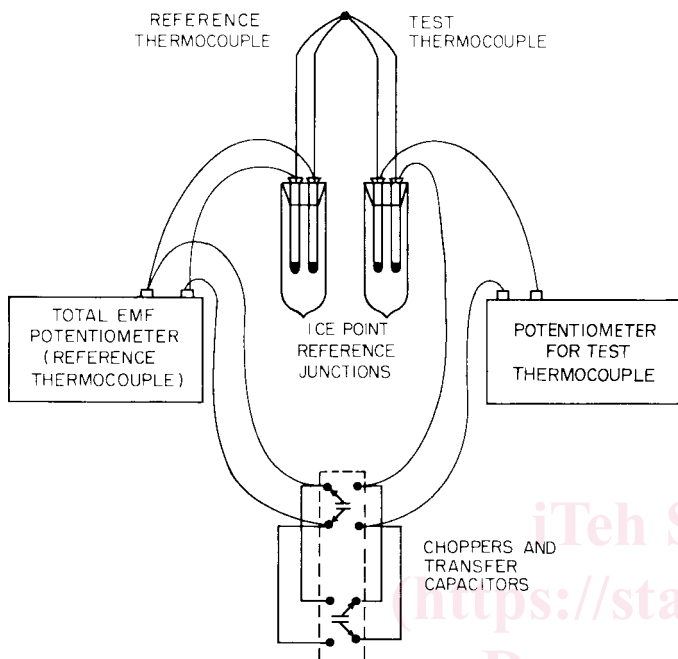 REFERENCE
THERMOCOUPLE
TEST
THERMOCOUPLE
TOTAL EMF
POTENTIOMETER
(REFERENCE
THERMOCOUPLE)
ICE POINT
REFERENCE
JUNCTIONS
POTENTIOMETER
FOR TEST
THERMOCOUPLE
CHOPPERS AND
TRANSFER
CAPACITORS
iTeh S
(https://sta